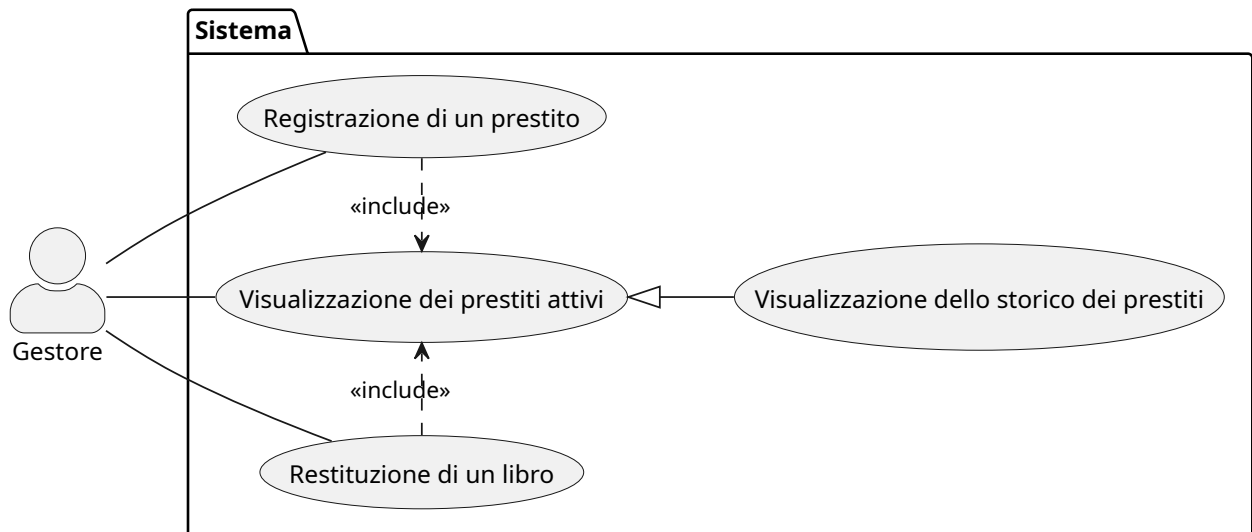 Sistema
Registrazione di un prestito
«include»
Visualizzazione dei prestiti attivi
Visualizzazione dello storico dei prestiti
Gestore
«include»
Restituzione di un libro